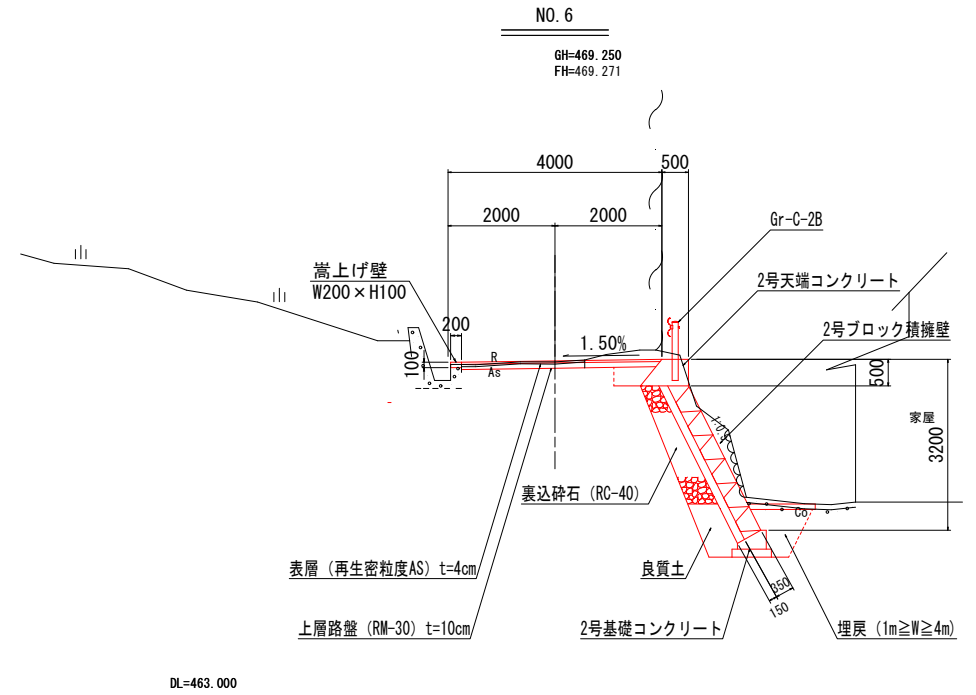 NO. 6
GH=469. 250
FH=469. 271
4000
500
2000
2000
Gr-C-2B
嵩上げ壁
W200×H100
2号天端コンクリート
200
2号ブロック積擁壁
1. 50%
R
As
100
500
1:0.5
家屋
3200
裏込砕石 (RC-40)
Co
表層 (再生密粒度AS) t=4cm
良質土
350
150
上層路盤 (RM-30) t=10cm
2号基礎コンクリート
埋戻 (1m≧W≧4m)
DL=463. 000